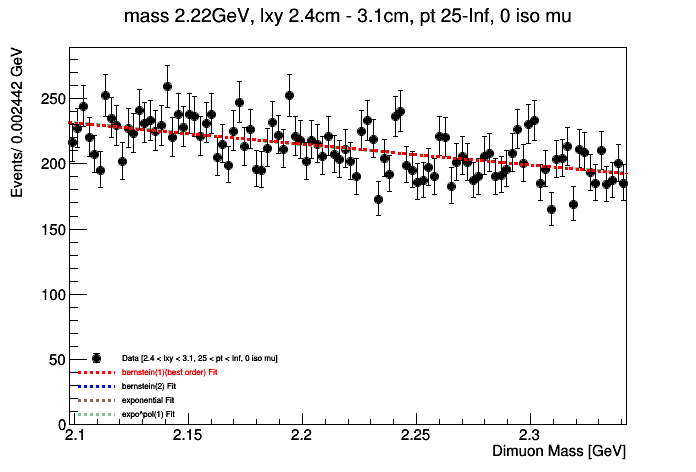 mass 2.22GeV, lxy 2.4cm - 3.1cm, pt 25-Inf, 0 iso mu
Events/ 0.002442 GeV
250
200
150
100
50
0
Data [2.4 < lxy < 3.1, 25 < pt < Inf, 0 iso mu]
bernstein(1)(best order) Fit
bernstein(2) Fit
exponential Fit
expo*pol(1) Fit
2.1 2.15 2.2 2.25 2.3
Dimuon Mass [GeV]